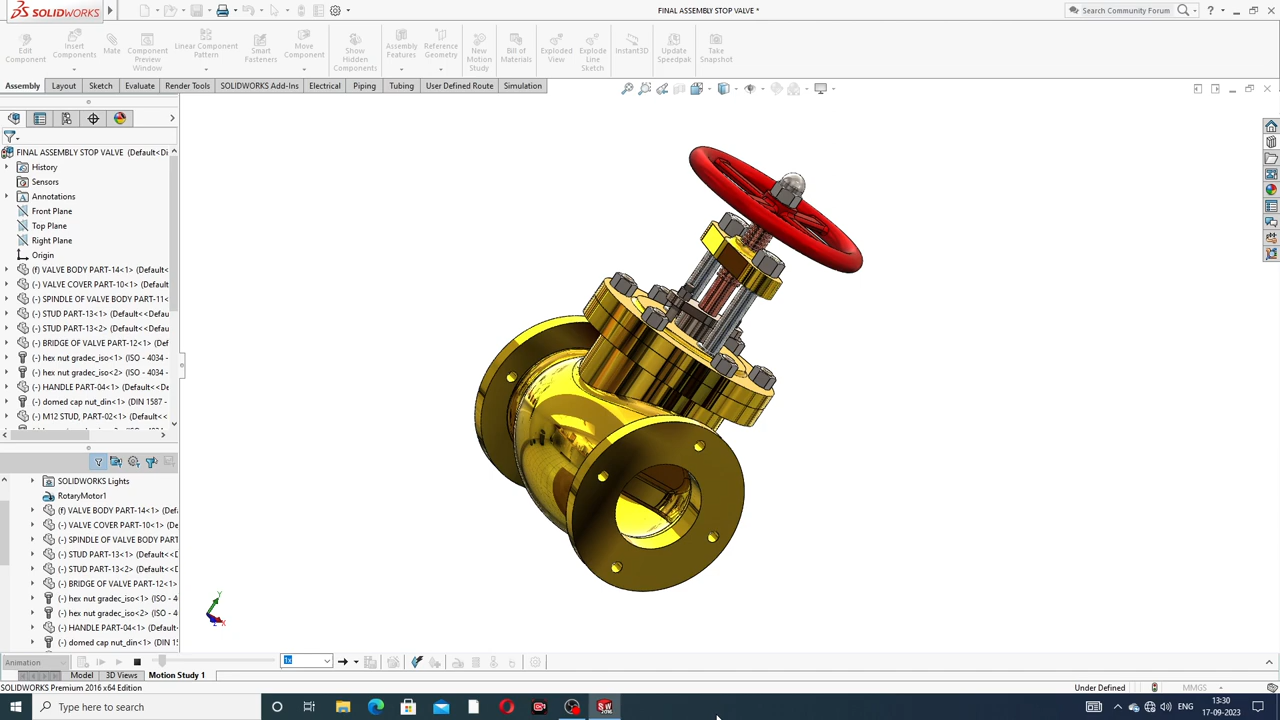 SOLIDWORKS
FINAL ASSEMBLY STOP VALVE *
Search Community Forum
Edit Component
Insert Components
Mate
Component Preview Window
Linear Component Pattern
Smart Fasteners
Move Component
Show Hidden Components
Assembly Features
Reference Geometry
New Motion Study
Bill of Materials
Exploded View
Explode Line Sketch
Instant3D
Update Speedpak
Take Snapshot
Assembly
Layout
Sketch
Evaluate
Render Tools
SOLIDWORKS Add-Ins
Electrical
Piping
Tubing
User Defined Route
Simulation
FINAL ASSEMBLY STOP VALVE (Default<Di
History
Sensors
Annotations
Front Plane
Top Plane
Right Plane
Origin
(f) VALVE BODY PART-14<1> (Default<
(-) VALVE COVER PART-10<1> (Default
(-) SPINDLE OF VALVE BODY PART-11<
(-) STUD PART-13<1> (Default<<Defau
(-) STUD PART-13<2> (Default<<Defau
(-) BRIDGE OF VALVE PART-12<1> (Def
(-) hex nut gradec_iso<1> (ISO - 4034 -
(-) hex nut gradec_iso<2> (ISO - 4034 -
(-) HANDLE PART-04<1> (Default<<De
(-) domed cap nut_din<1> (DIN 1587 -
(-) M12 STUD, PART-02<1> (Default<
SOLIDWORKS Lights
RotaryMotor1
(f) VALVE BODY PART-14<1> (Def
(-) VALVE COVER PART-10<1> (De
(-) SPINDLE OF VALVE BODY PART
(-) STUD PART-13<1> (Default<<D
(-) STUD PART-13<2> (Default<<D
(-) BRIDGE OF VALVE PART-12<1>
(-) hex nut gradec_iso<1> (ISO - 4
(-) hex nut gradec_iso<2> (ISO - 4
(-) HANDLE PART-04<1> (Default<
(-) domed cap nut_din<1> (DIN 1
Y
X
Z
Animation
1x
Model
3D Views
Motion Study 1
SOLIDWORKS Premium 2016 x64 Edition
Under Defined
MMGS
Type here to search
ENG
13:30
17-09-2023